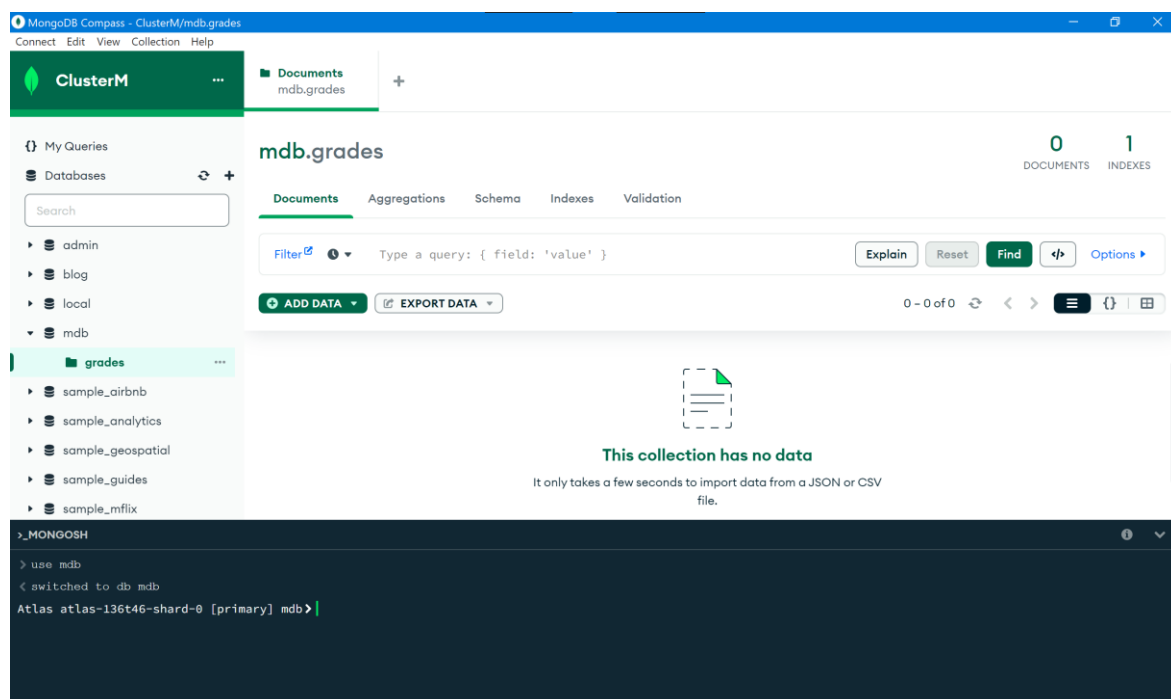 MongoDB Compass - ClusterM/mdb.grades
Connect Edit View Collection Help
ClusterM ...
Documents
mdb.grades
+
{} My Queries
Databases
Search
admin
blog
local
mdb
grades ...
sample_airbnb
sample_analytics
sample_geospatial
sample_guides
sample_mflix
mdb.grades
0
DOCUMENTS
1
INDEXES
Documents Aggregations Schema Indexes Validation
Filter Type a query: { field: 'value' } Explain Reset Find </> Options
ADD DATA EXPORT DATA 0 – 0 of 0 {}
This collection has no data
It only takes a few seconds to import data from a JSON or CSV
file.
>_MONGOSH
> use mdb
< switched to db mdb
Atlas atlas-136t46-shard-0 [primary] mdb>